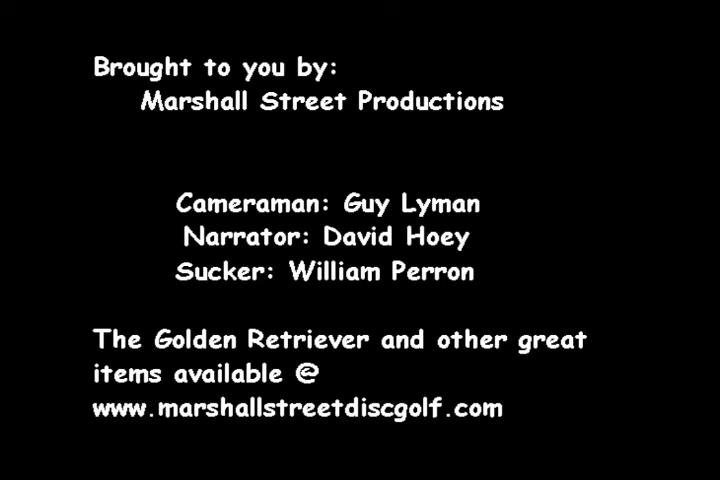 Brought to you by:
Marshall Street Productions
Cameraman: Guy Lyman
Narrator: David Hoey
Sucker: William Perron
The Golden Retriever and other great
items available @
www.marshallstreetdiscgolf.com